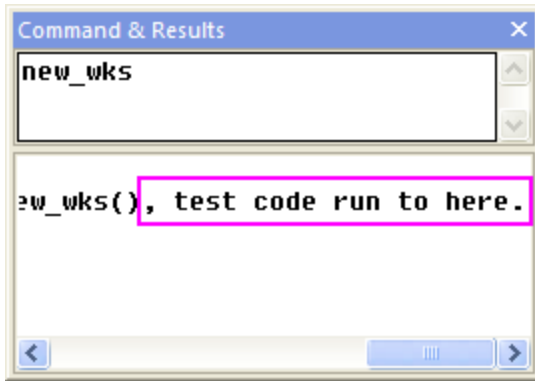 Command & Results
new_wks
ew_wks(), test code run to here.